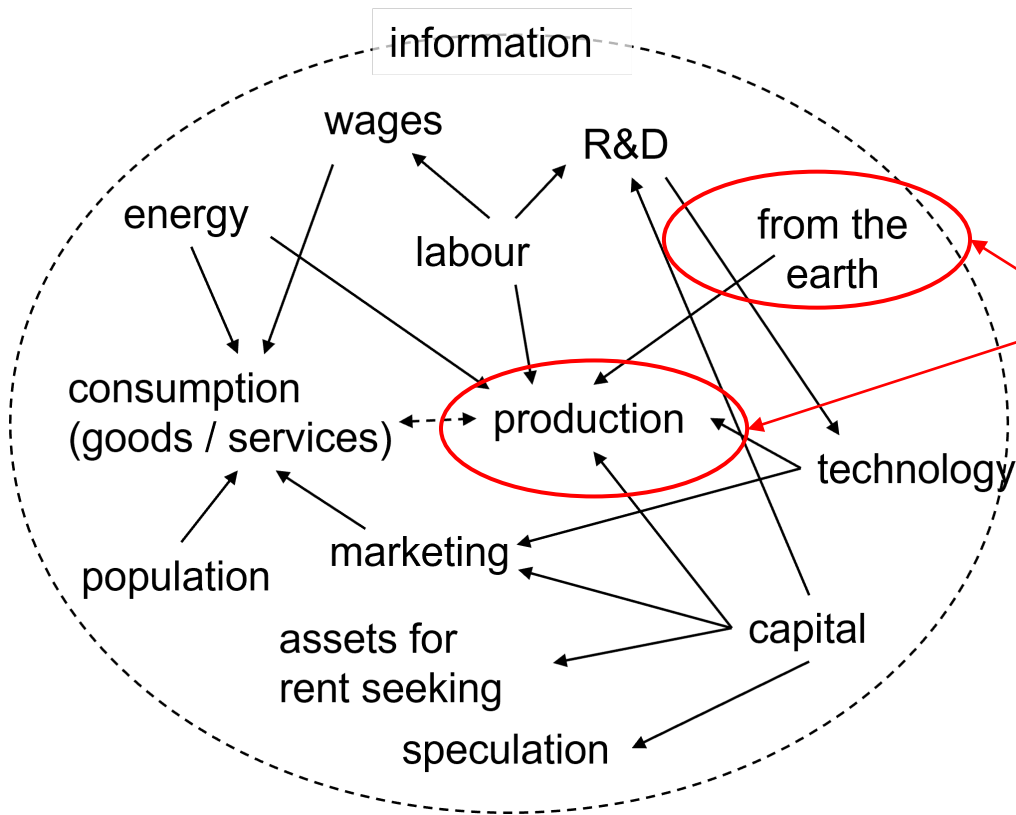 information
wages
R&D
energy
from the
earth
labour
consumption
(goods / services)
production
technology
marketing
population
capital
assets for
rent seeking
speculation